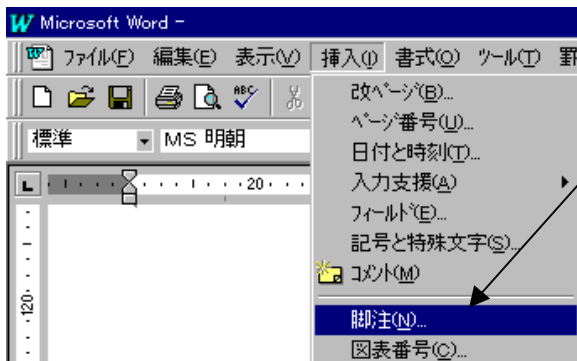 Microsoft Word -
ファイル(F) 編集(E) 表示(V) 挿入(I) 書式(O) ツール(T) 罫
改ページ(B)...
ページ番号(U)...
標準 MS 明朝
日付と時刻(T)...
入力支援(A)
20
フィールド(E)...
記号と特殊文字(S)...
コメント(M)
120
脚注(N)...
図表番号(C)...